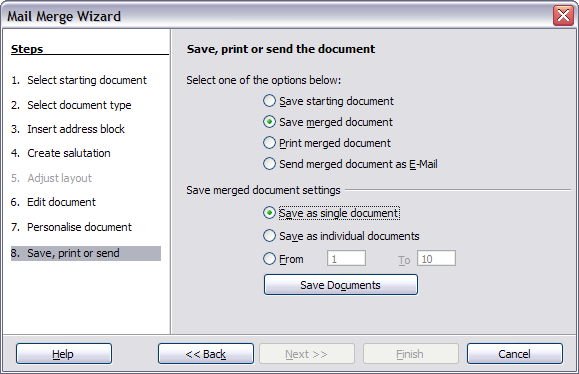 Mail Merge Wizard
Steps
1. Select starting document
2. Select document type
3. Insert address block
4. Create salutation
5. Adjust layout
6. Edit document
7. Personalise document
8. Save, print or send
Save, print or send the document
Select one of the options below:
Save starting document
Save merged document
Print merged document
Send merged document as E-Mail
Save merged document settings
Save as single document
Save as individual documents
From 1 To 10
Save Documents
Help << Back Next >> Finish Cancel